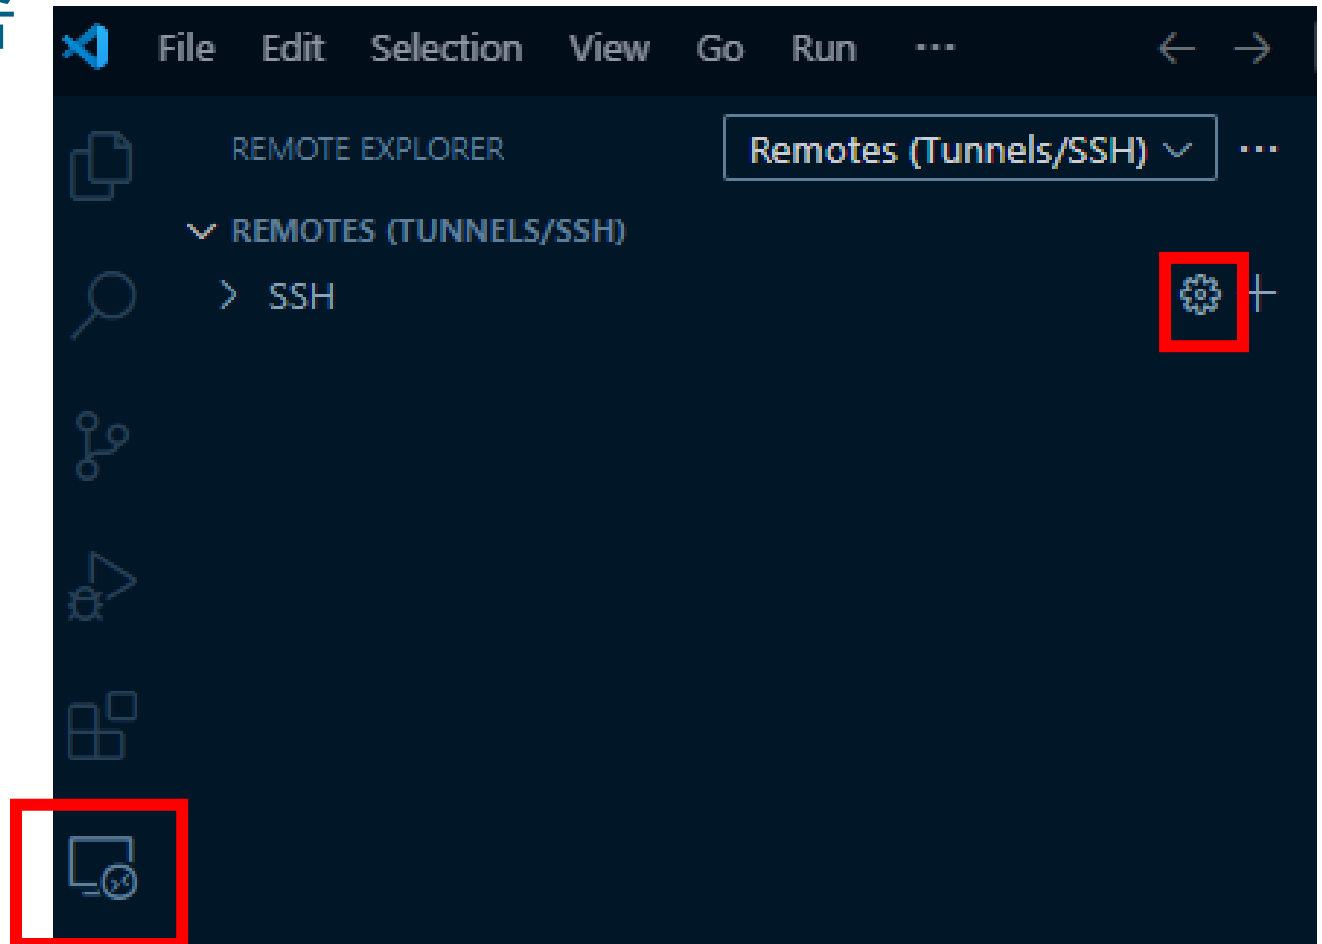 File Edit Selection View Go Run ···
REMOTE EXPLORER Remotes (Tunnels/SSH) ···
REMOTES (TUNNELS/SSH)
SSH